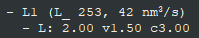 - L1 (L_ 253, 42 nm³/s)
- L: 2.00 v1.50 c3.00